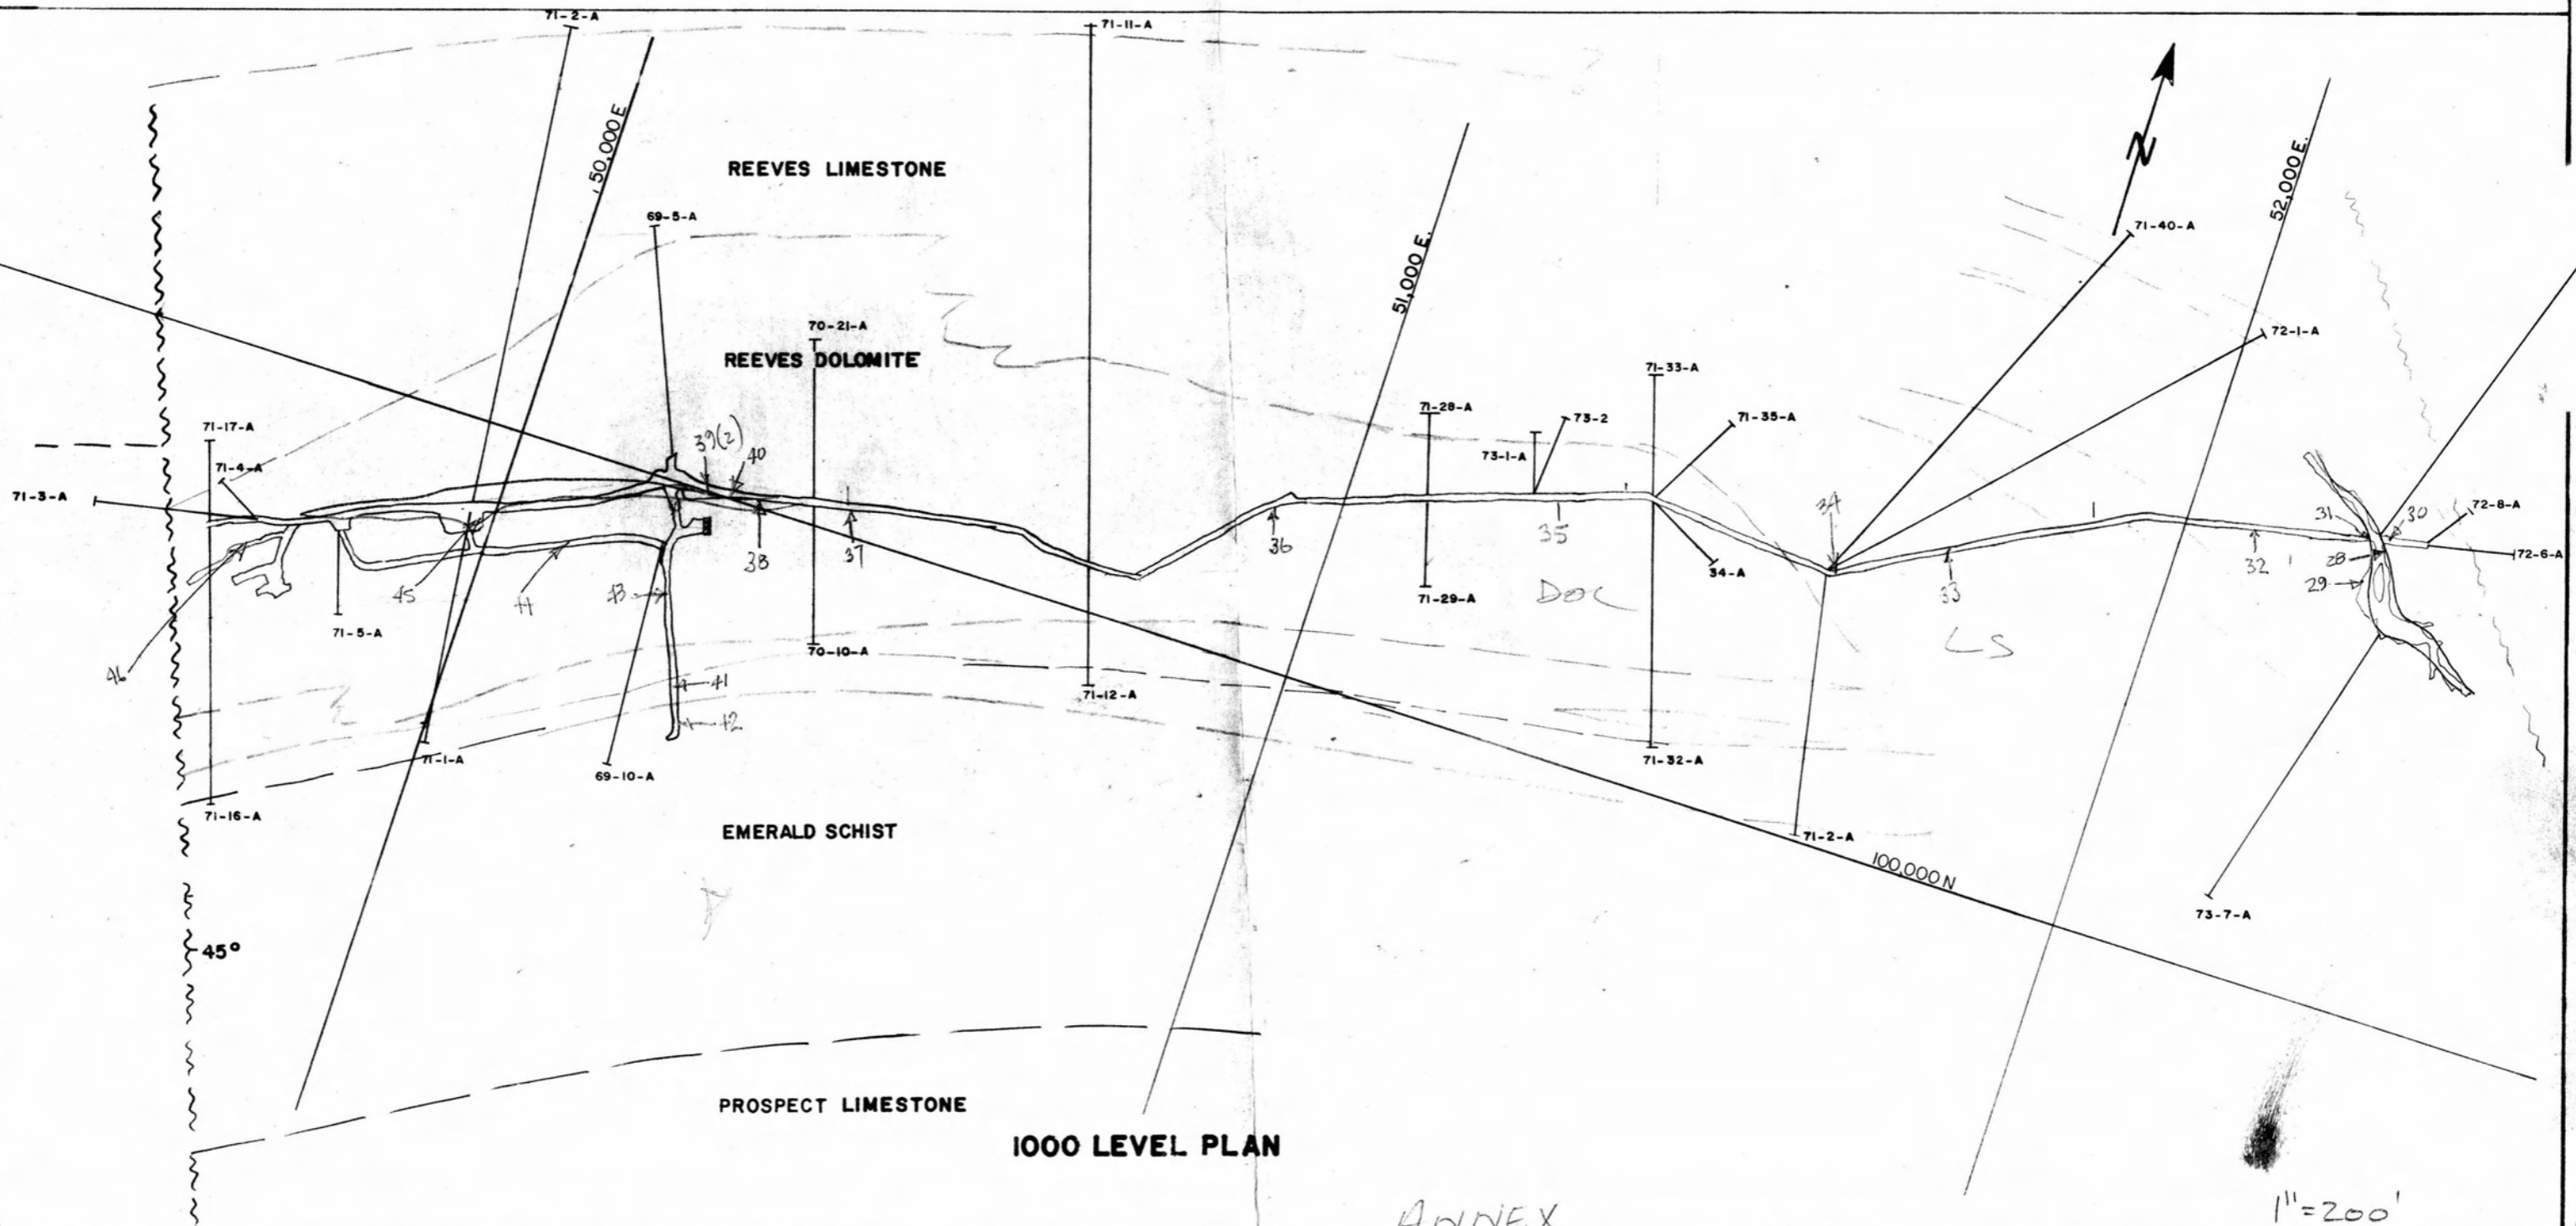 71-2-A
71-11-A
50,000 E
REEVES LIMESTONE
N
52,000 E.
69-5-A
71-40-A
51,000 E.
70-21-A
REEVES DOLOMITE
72-1-A
71-33-A
71-17-A
71-28-A
73-2
71-35-A
39(2)
40
73-1-A
71-4-A
71-3-A
34
72-8-A
31
30
38
37
36
35
32
28
72-6-A
29
34-A
33
45
44
43
71-29-A
DOL
71-5-A
LS
70-10-A
46
41
71-12-A
42
71-1-A
69-10-A
71-32-A
71-16-A
EMERALD SCHIST
71-2-A
100,000 N
73-7-A
45°
PROSPECT LIMESTONE
1000 LEVEL PLAN
ANNEX
1"=200'